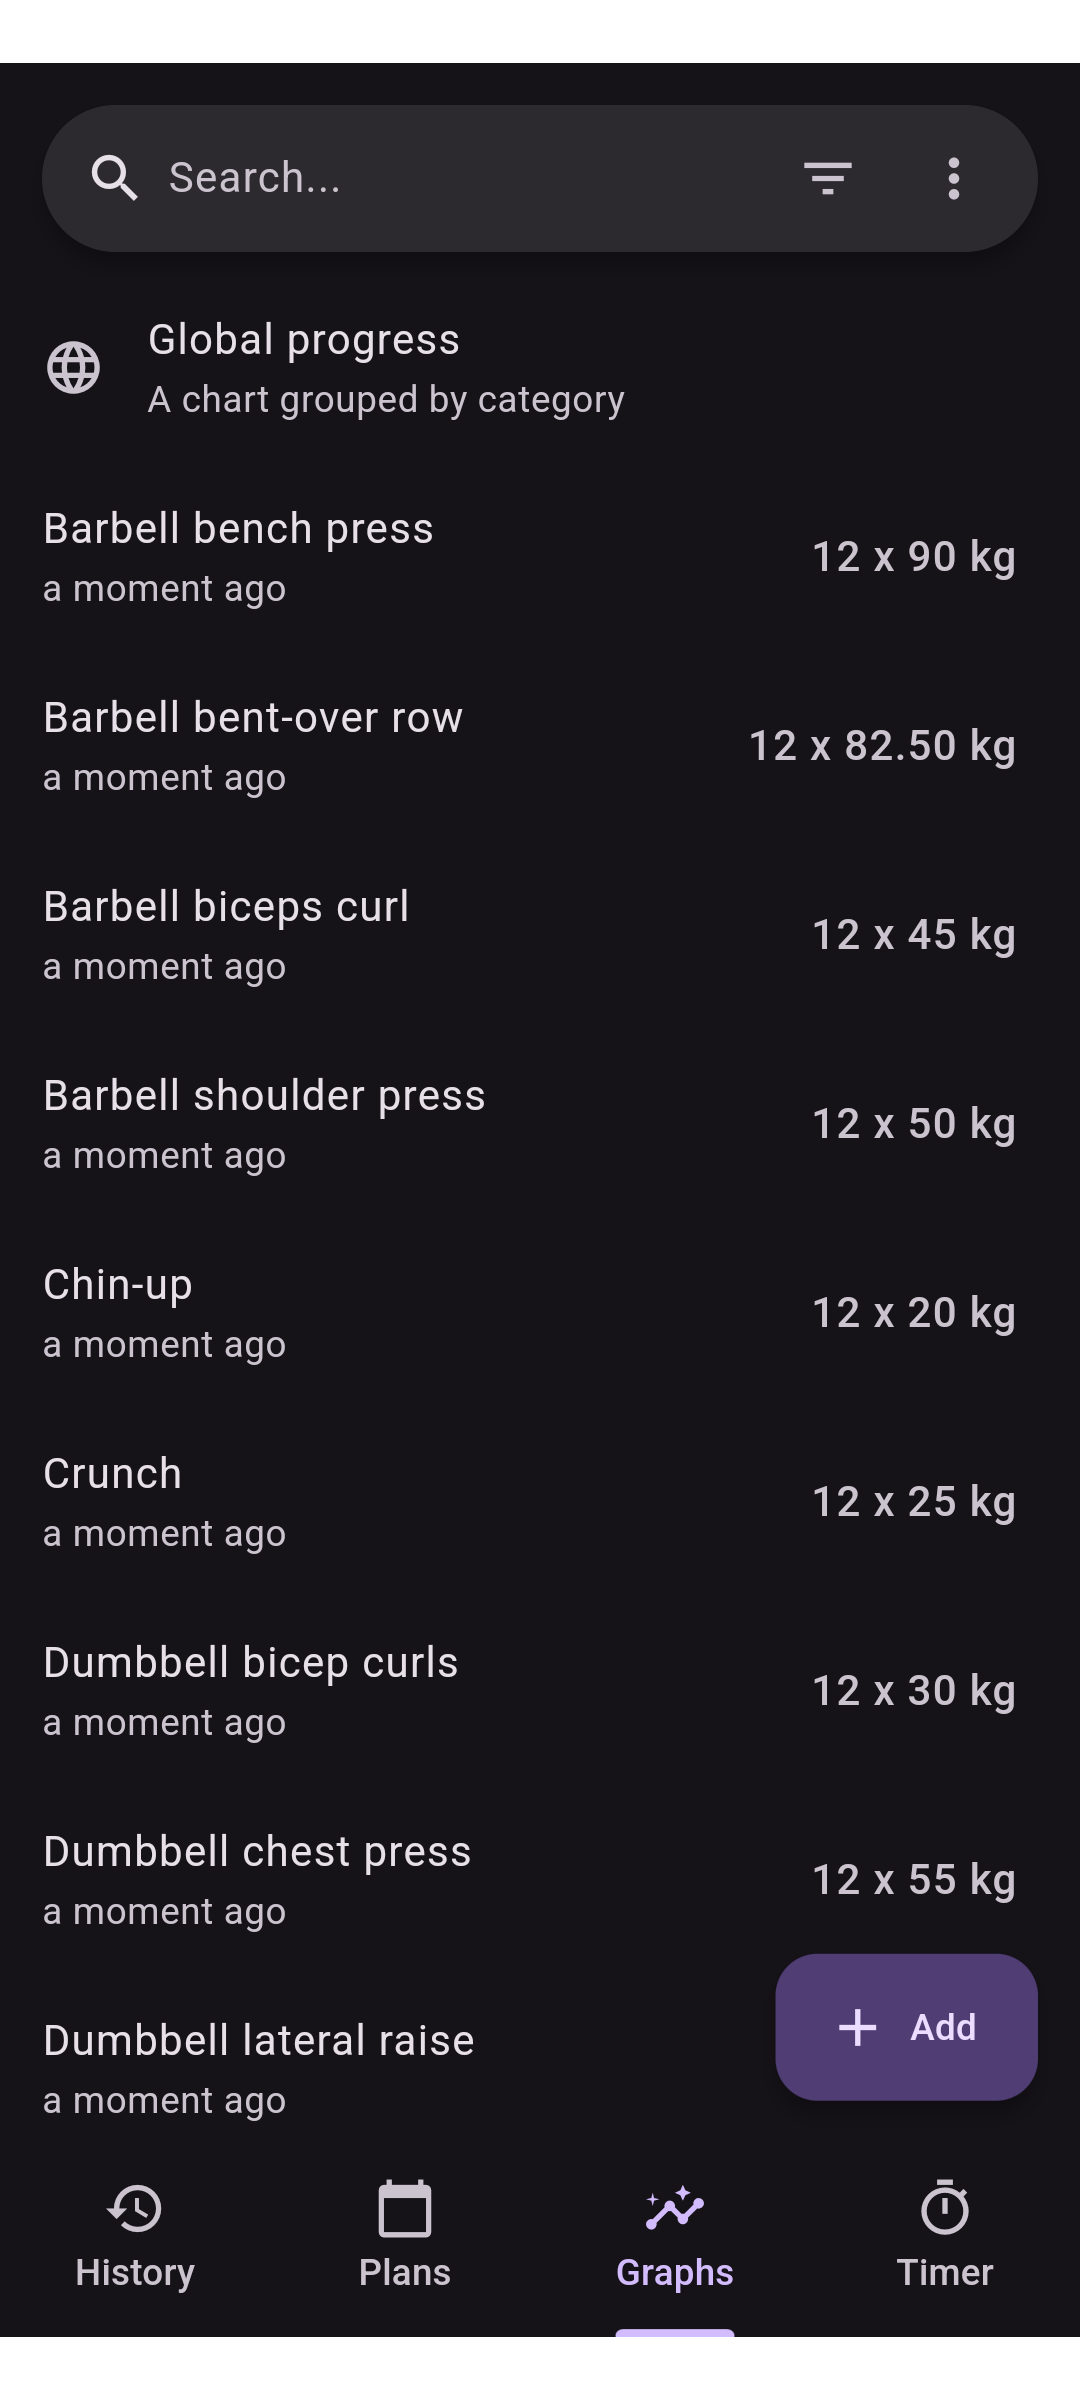 Search...
Global progress
A chart grouped by category
Barbell bench press
a moment ago
12 x 90 kg
Barbell bent-over row
a moment ago
12 x 82.50 kg
Barbell biceps curl
a moment ago
12 x 45 kg
Barbell shoulder press
a moment ago
12 x 50 kg
Chin-up
a moment ago
12 x 20 kg
Crunch
a moment ago
12 x 25 kg
Dumbbell bicep curls
a moment ago
12 x 30 kg
Dumbbell chest press
a moment ago
12 x 55 kg
Dumbbell lateral raise
a moment ago
Add
History
Plans
Graphs
Timer